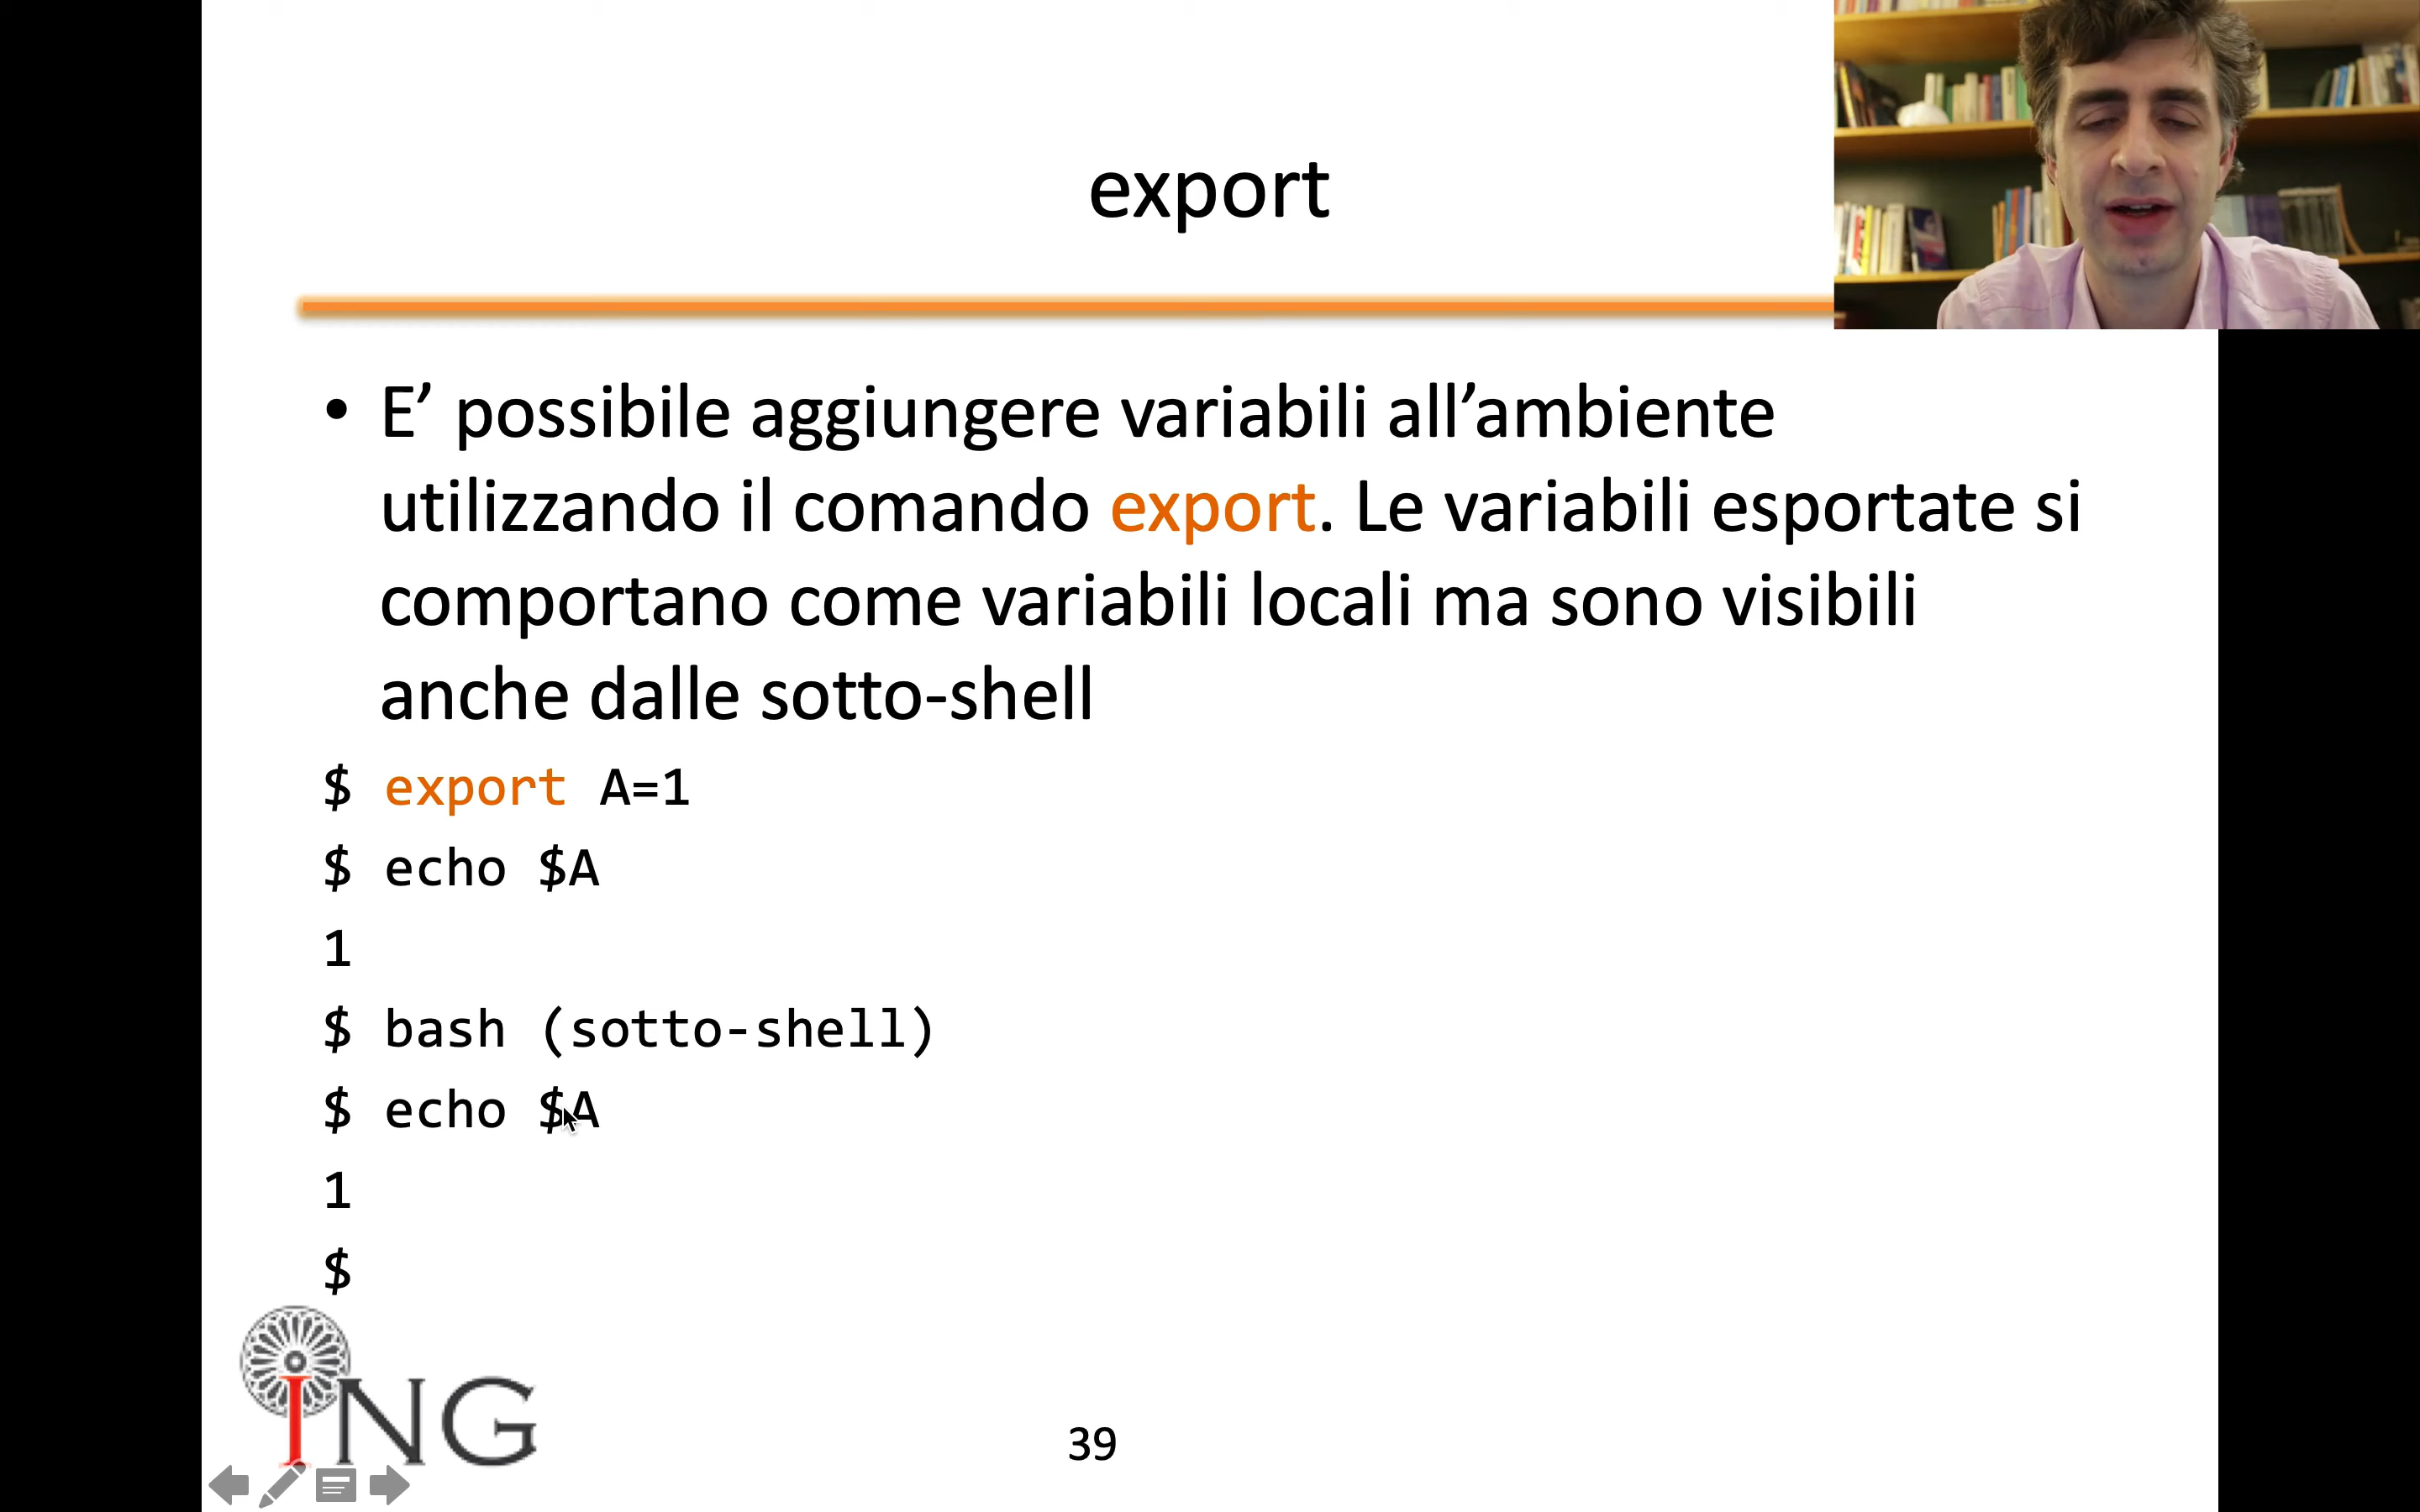 export
• E’ possibile aggiungere variabili all’ambiente
utilizzando il comando export. Le variabili esportate si
comportano come variabili locali ma sono visibili
anche dalle sotto-shell
$ export A=1
$ echo $A
1
$ bash (sotto-shell)
$ echo $A
1
$
ING
39